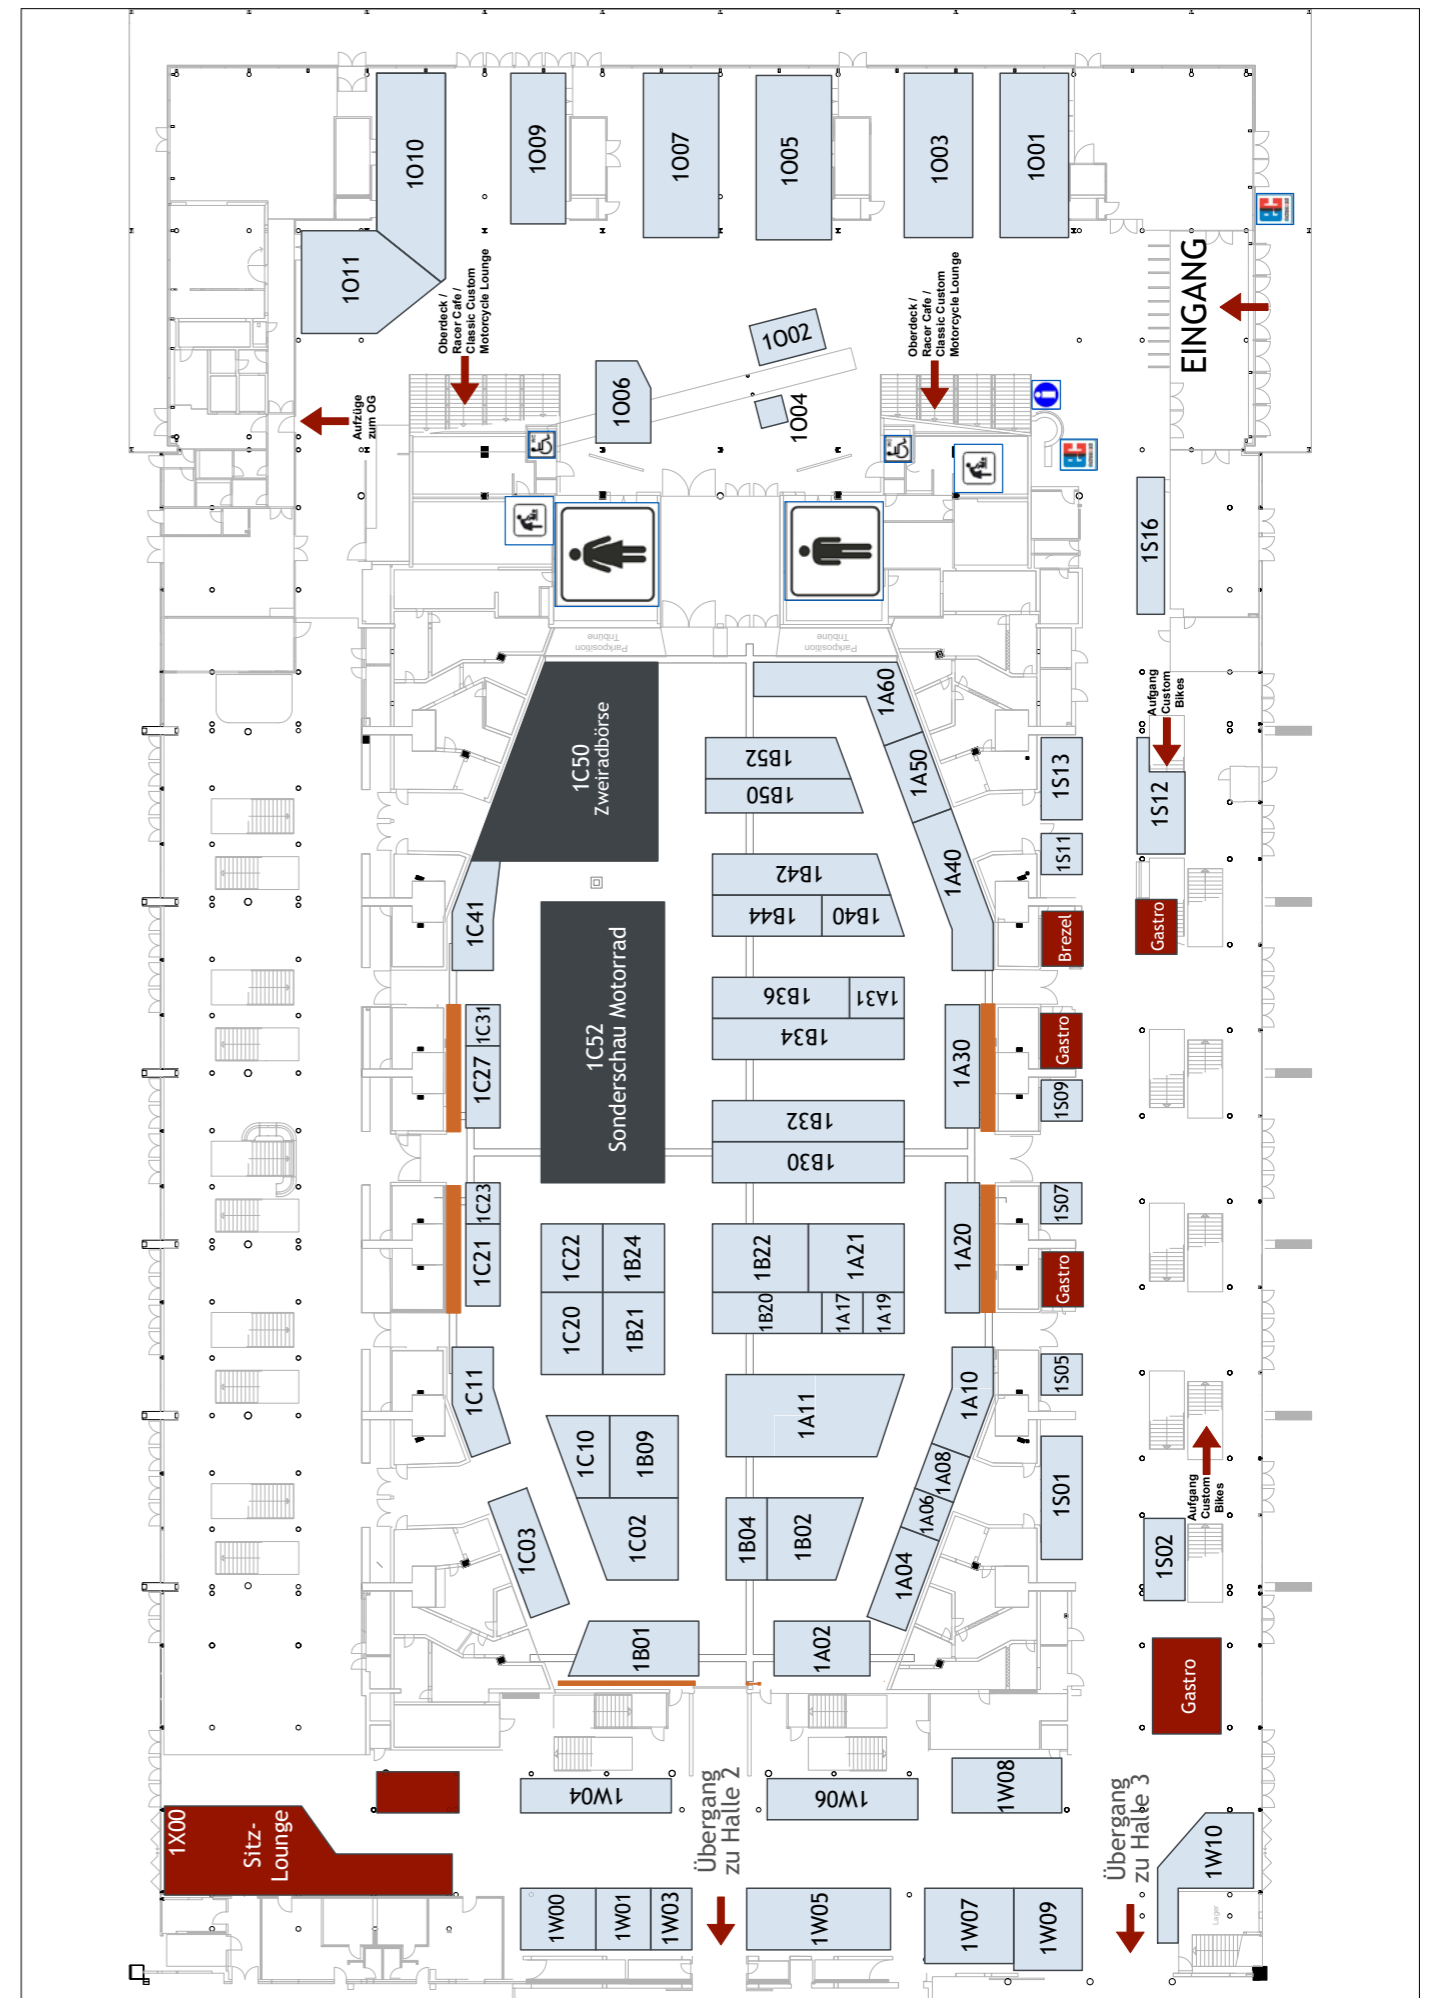 1O10
1O09
1O07
1O05
1O03
1O01
1O11
Oberdeck /
Racer Cafe /
Classic Custom
Motorcycle Lounge
Oberdeck /
Racer Cafe /
Classic Custom
Motorcycle Lounge
EINGANG
1O02
1O06
1O04
Aufzüge
zum OG
1S16
Parkposition
Tribüne
Parkposition
Tribüne
1C50
Zweiradbörse
1A60
1B52
1B50
1A50
1S13
Aufgang
Custom
Bikes
1S12
1S11
1B42
1A40
1C41
1B44
1B40
Brezel
Gastro
1C52
Sonderschau Motorrad
1C31
1C27
1B36
1A31
1B34
1A30
Gastro
1S09
1B32
1B30
1C23
1C21
1A20
1S07
Gastro
1C22
1B24
1B22
1A21
1C20
1B21
1B20
1A17
1A19
1C11
1A11
1A10
1S05
1C10
1B09
1A08
1S01
Aufgang
Custom
Bikes
1C03
1C02
1B04
1B02
1A06
1A04
1S02
1B01
1A02
Gastro
1W04
1W06
1W08
Übergang
zu Halle 2
Übergang
zu Halle 3
1X00
Sitz-
Lounge
1W10
1W00
1W01
1W03
1W05
1W07
1W09
Lager